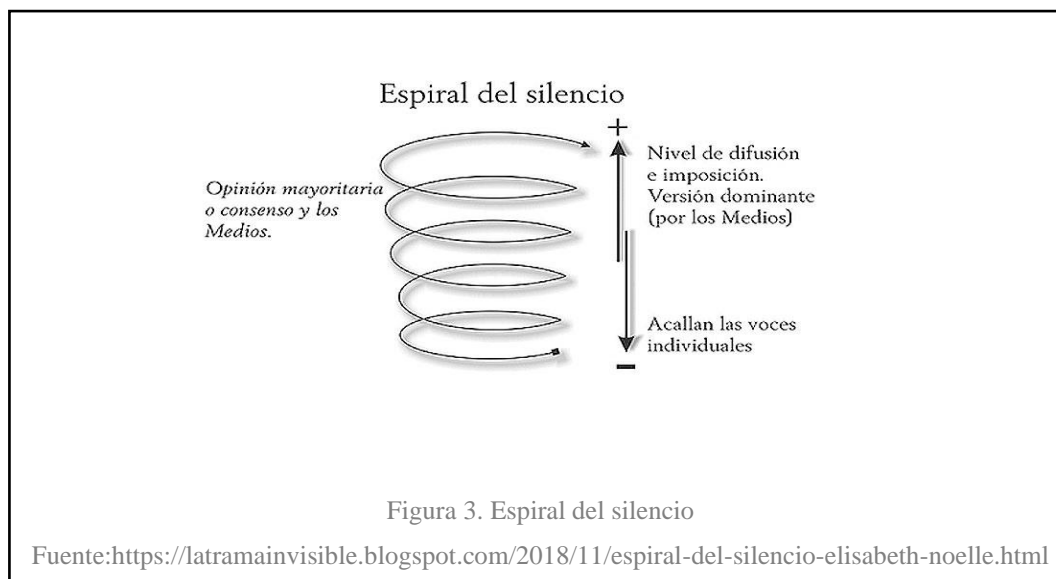 Espiral del silencio
+
Opinión mayoritaria
o consenso y los
Medios.
Nivel de difusión
e imposición.
Versión dominante
(por los Medios)
Acallan las voces
individuales
-
Figura 3. Espiral del silencio
Fuente:https://latramainvisible.blogspot.com/2018/11/espiral-del-silencio-elisabeth-noelle.html